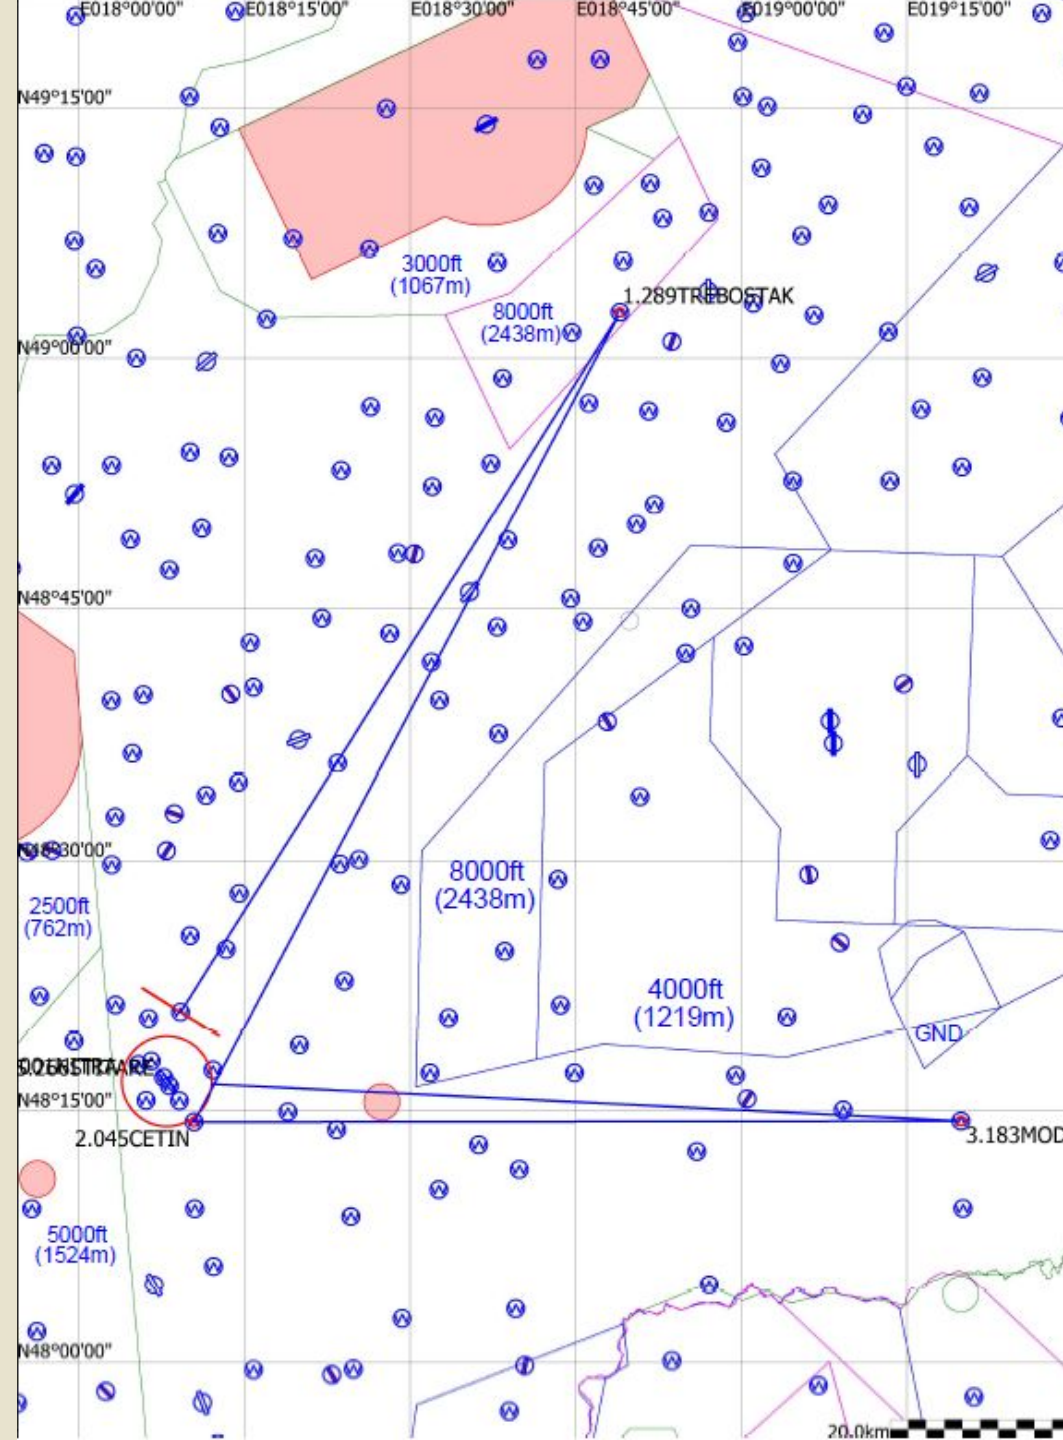 E018°00'00"
E018°15'00"
E018°30'00"
E018°45'00"
E019°00'00"
E019°15'00"
N49°15'00"
3000ft
(1067m)
1.289TREBOSTAK
8000ft
(2438m)
N49°00'00"
N48°45'00"
N48°30'00"
8000ft
(2438m)
2500ft
(762m)
4000ft
(1219m)
GND
N48°15'00"
2.045CETIN
3.183MOD
5000ft
(1524m)
N48°00'00"
20.0km